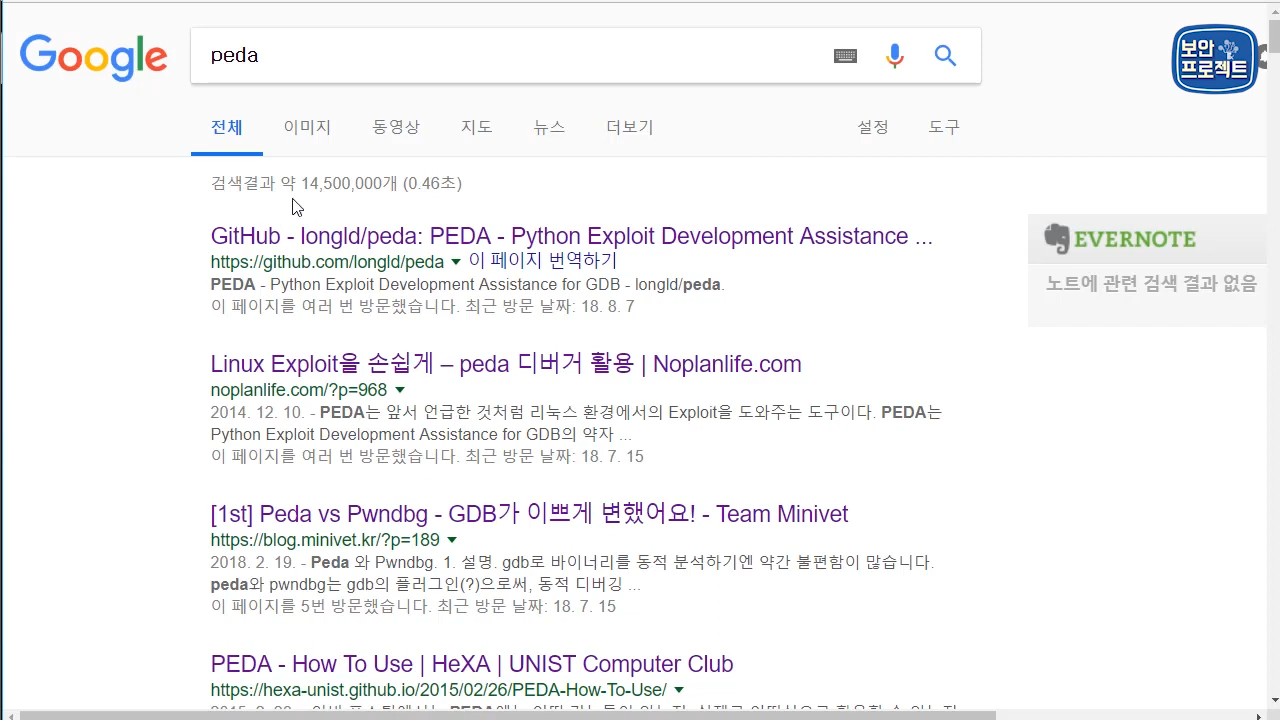 Google
peda
보안
프로젝트
전체 이미지 동영상 지도 뉴스 더보기 설정 도구
검색결과 약 14,500,000개 (0.46초)
GitHub - longld/peda: PEDA - Python Exploit Development Assistance ...
https://github.com/longld/peda ▼ 이 페이지 번역하기
PEDA - Python Exploit Development Assistance for GDB - longld/peda.
이 페이지를 여러 번 방문했습니다. 최근 방문 날짜: 18. 8. 7
EVERNOTE
노트에 관련 검색 결과 없음
Linux Exploit을 손쉽게 – peda 디버거 활용 | Noplanlife.com
noplanlife.com/?p=968 ▼
2014. 12. 10. - PEDA는 앞서 언급한 것처럼 리눅스 환경에서의 Exploit을 도와주는 도구이다. PEDA는
Python Exploit Development Assistance for GDB의 약자 ...
이 페이지를 여러 번 방문했습니다. 최근 방문 날짜: 18. 7. 15
[1st] Peda vs Pwndbg - GDB가 이쁘게 변했어요! - Team Minivet
https://blog.minivet.kr/?p=189 ▼
2018. 2. 19. - Peda 와 Pwndbg. 1. 설명. gdb로 바이너리를 동적 분석하기엔 약간 불편함이 많습니다.
peda와 pwndbg는 gdb의 플러그인(?)으로써, 동적 디버깅 ...
이 페이지를 5번 방문했습니다. 최근 방문 날짜: 18. 7. 15
PEDA - How To Use | HeXA | UNIST Computer Club
https://hexa-unist.github.io/2015/02/26/PEDA-How-To-Use/ ▼